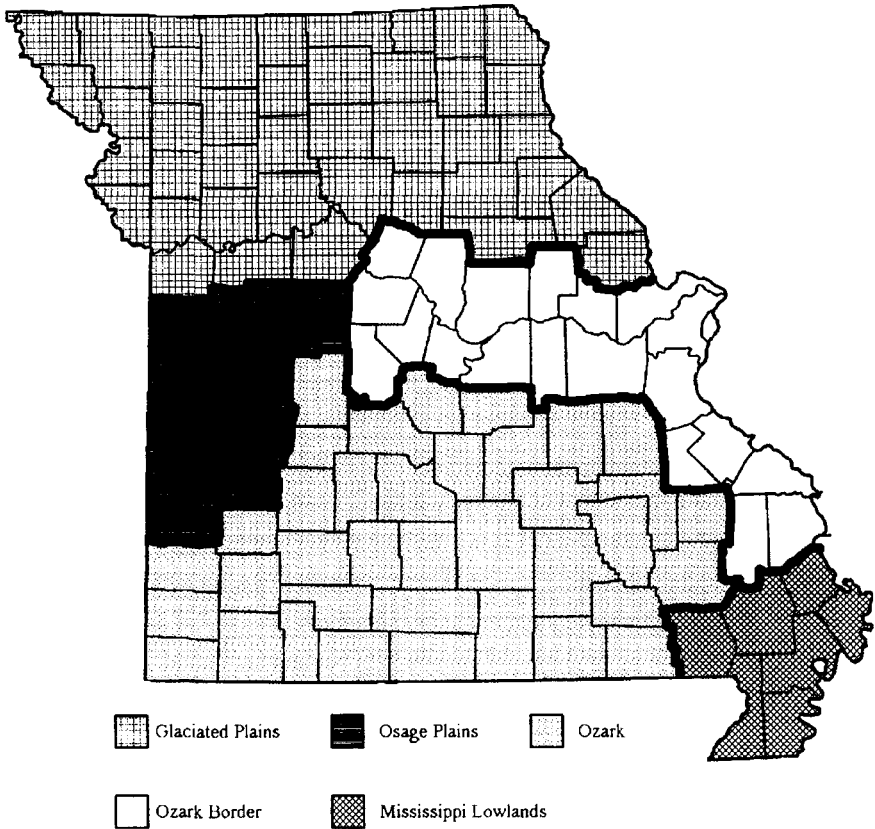 Glaciated Plains
Osage Plains
Ozark
Ozark Border
Mississippi Lowlands